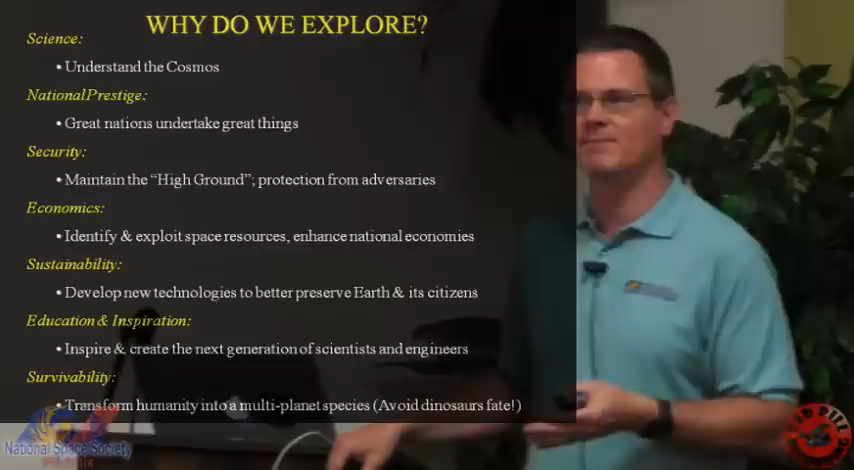 WHY DO WE EXPLORE?
Science:
• Understand the Cosmos
National Prestige:
• Great nations undertake great things
Security:
• Maintain the “High Ground”; protection from adversaries
Economics:
• Identify & exploit space resources, enhance national economies
Sustainability:
• Develop new technologies to better preserve Earth & its citizens
Education & Inspiration:
• Inspire & create the next generation of scientists and engineers
Survivability:
• Transform humanity into a multi-planet species (Avoid dinosaurs fate!)
National Space Society